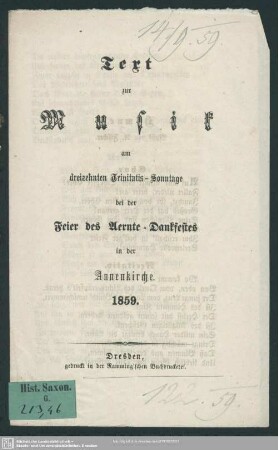 14/9. 59
Text
zur
Musik
am
dreizehnten Trinitatis-Sonntage
bei der
Feier des Aernte-Dankfestes
in der
Annenkirche.
1859.
Dresden,
gedruckt in der Ramming'schen Buchdruckerei.
Hist. Saxon.
G.
213,46
59.